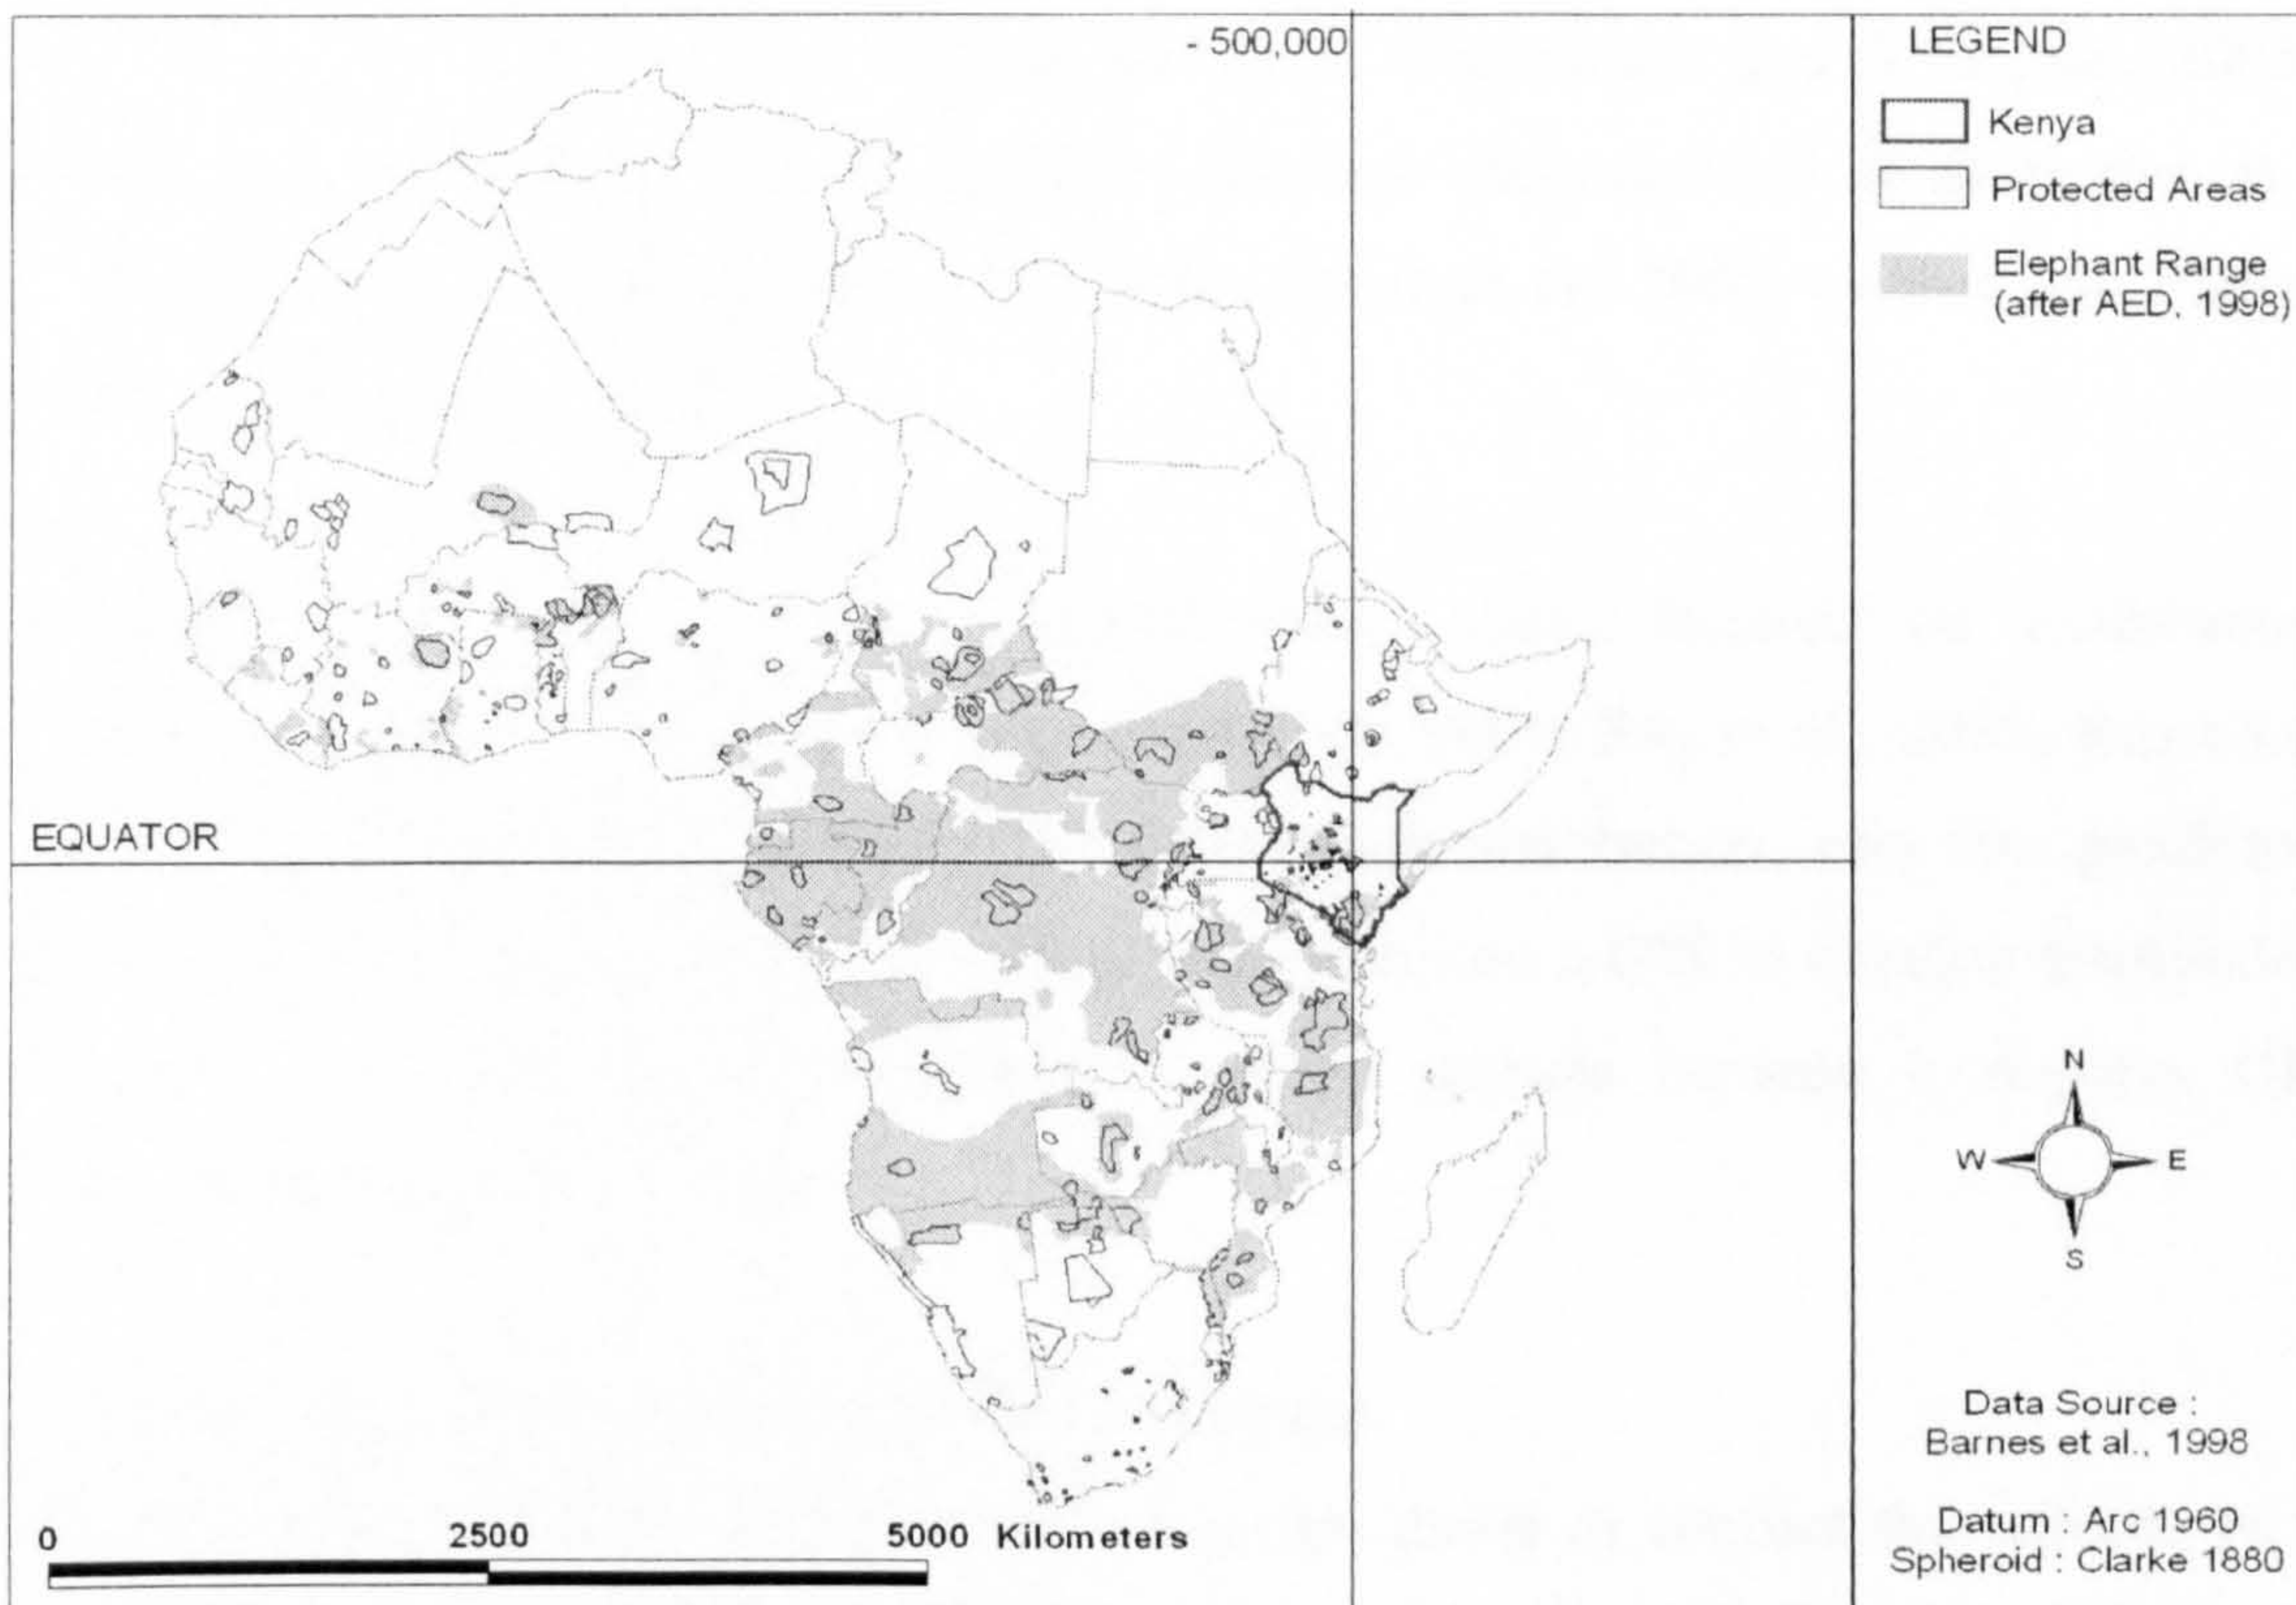 - 500,000
EQUATOR
0 2500 5000 Kilometers
LEGEND
Kenya
Protected Areas
Elephant Range
(after AED, 1998)
N
W E
S
Data Source :
Barnes et al., 1998
Datum : Arc 1960
Spheroid : Clarke 1880